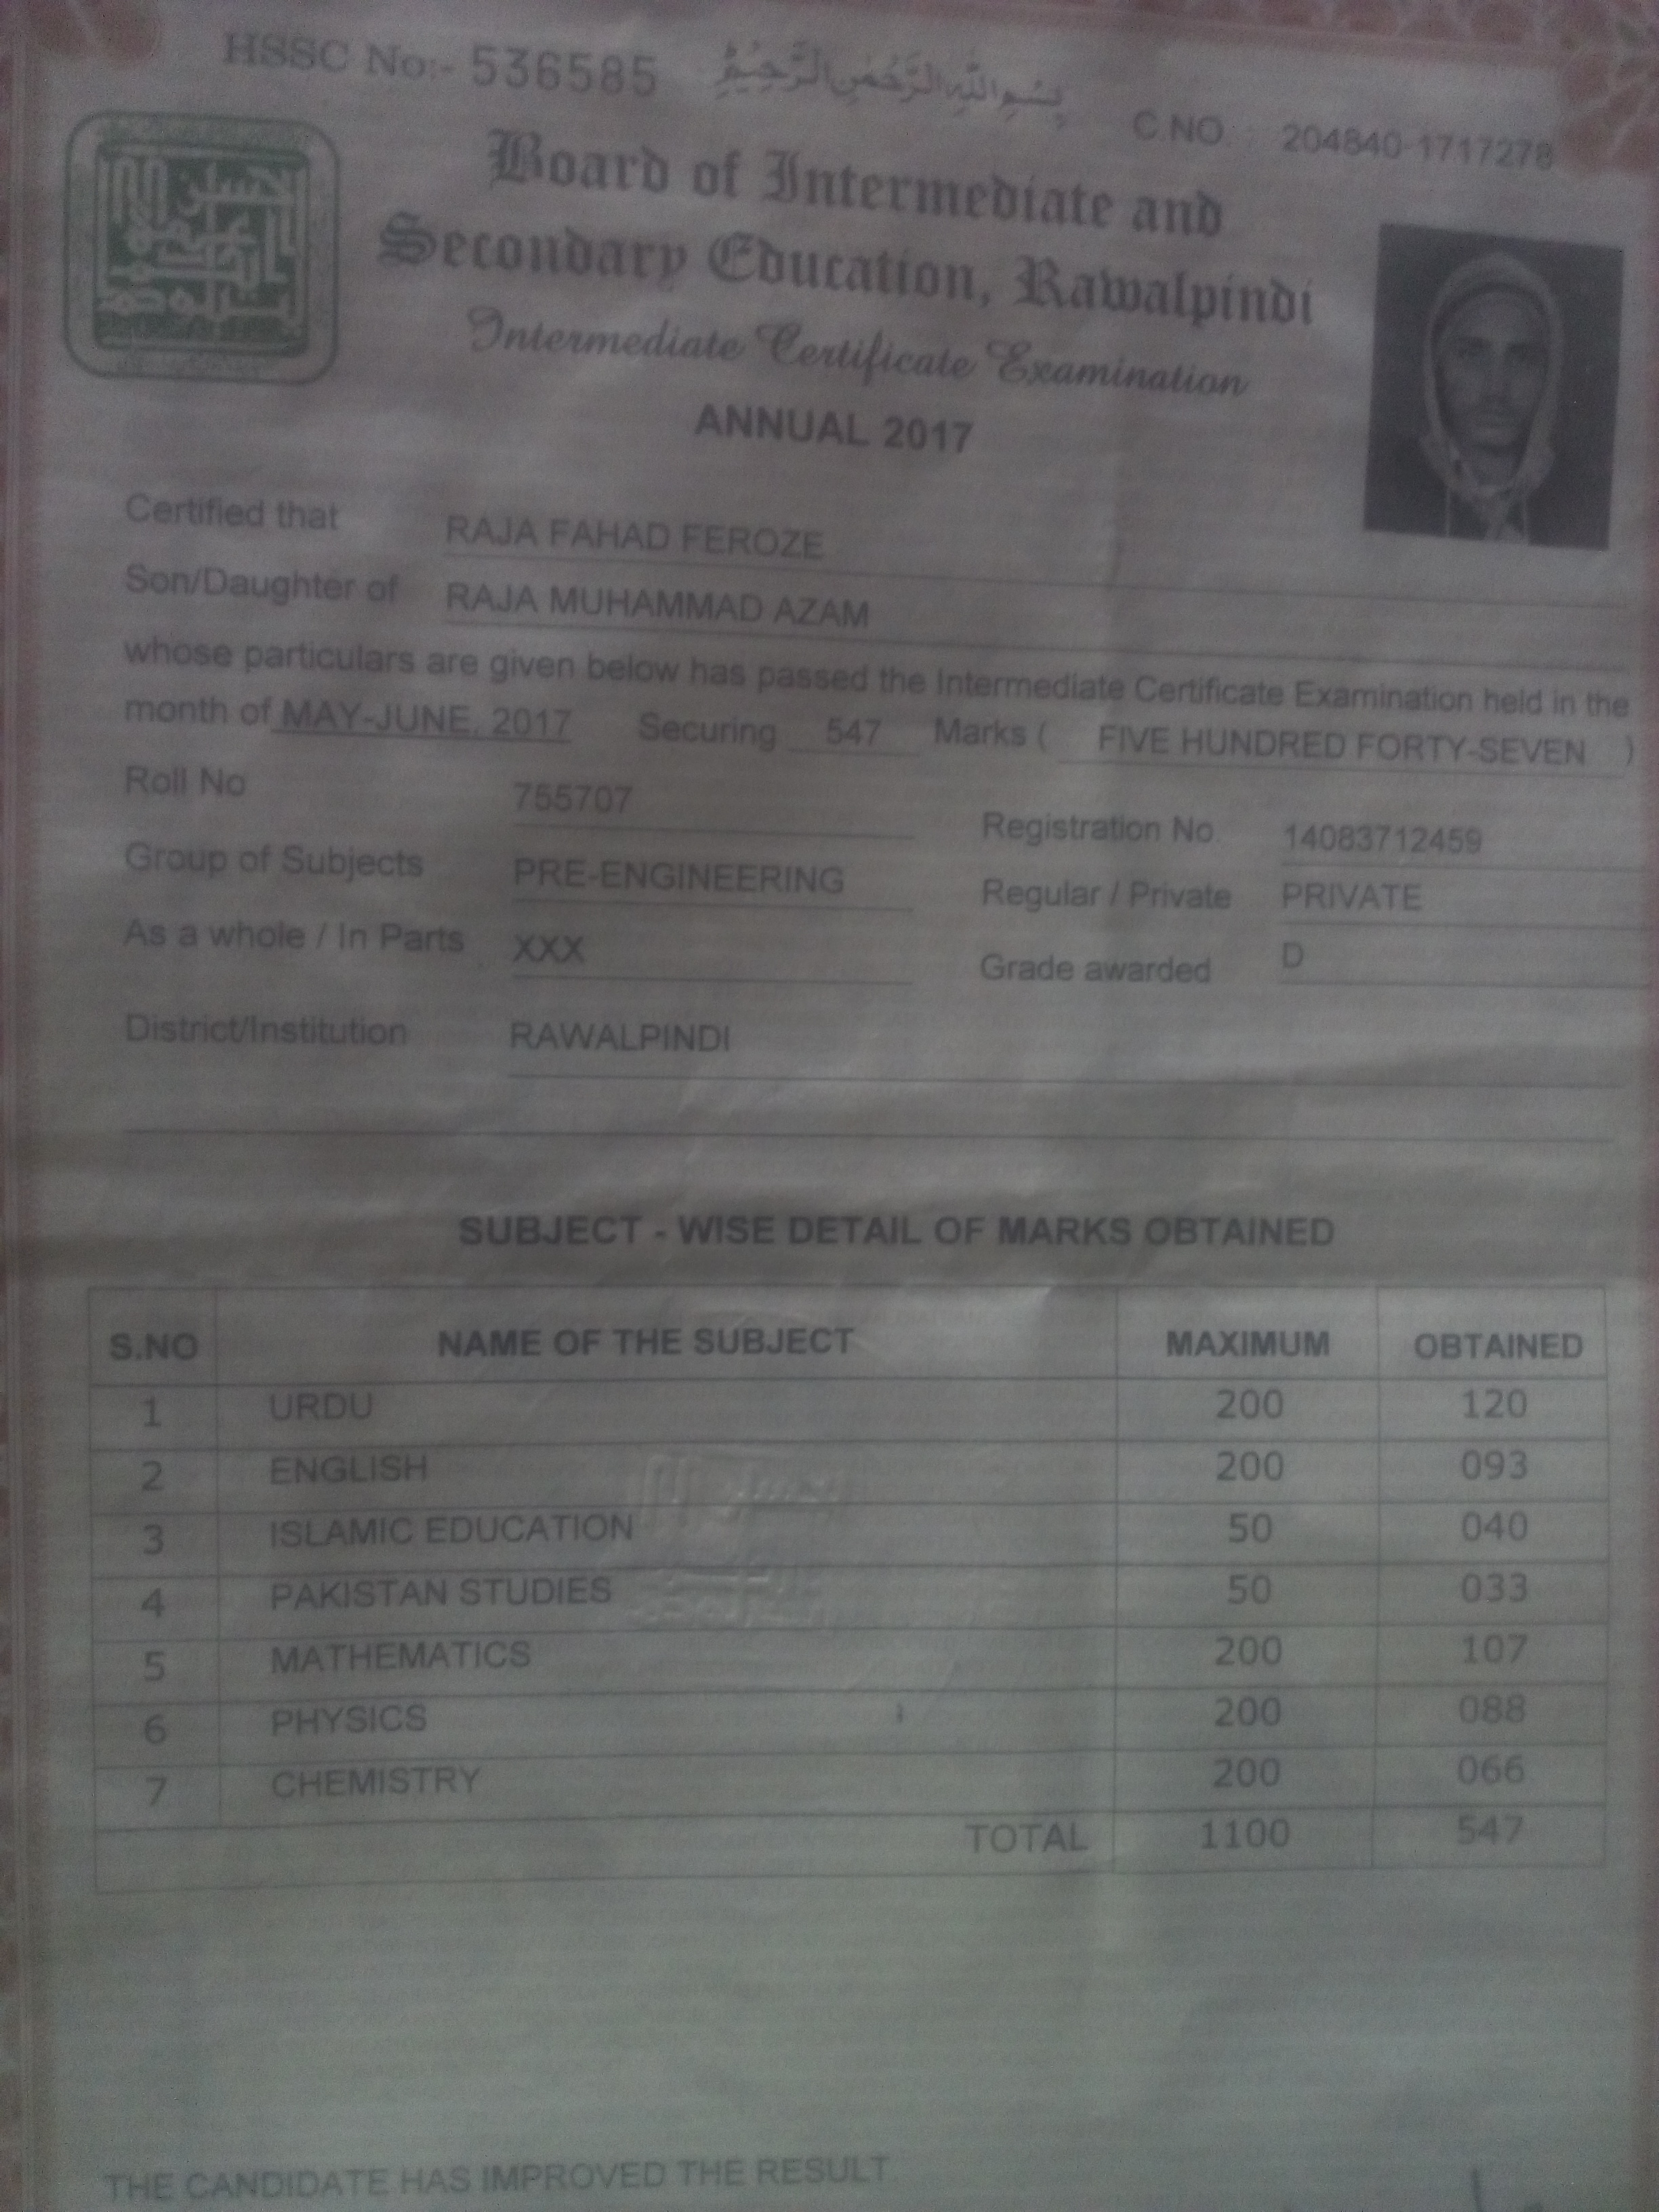 HSSC No:- 536585 بِسْمِ اللّٰهِ الرَّحْمٰنِ الرَّحِيْمِ C NO. : 204840-1717278
Board of Intermediate and
Secondary Education, Rawalpindi
Intermediate Certificate Examination
ANNUAL 2017
Certified that RAJA FAHAD FEROZE
Son/Daughter of RAJA MUHAMMAD AZAM
whose particulars are given below has passed the Intermediate Certificate Examination held in the
month of MAY-JUNE, 2017 Securing 547 Marks ( FIVE HUNDRED FORTY-SEVEN )
Roll No 755707 Registration No. 14083712459
Group of Subjects PRE-ENGINEERING Regular / Private PRIVATE
As a whole / In Parts XXX Grade awarded D
District/Institution RAWALPINDI
SUBJECT - WISE DETAIL OF MARKS OBTAINED
S.NO NAME OF THE SUBJECT MAXIMUM OBTAINED
1 URDU 200 120
2 ENGLISH 200 093
3 ISLAMIC EDUCATION 50 040
4 PAKISTAN STUDIES 50 033
5 MATHEMATICS 200 107
6 PHYSICS 200 088
7 CHEMISTRY 200 066
TOTAL 1100 547
THE CANDIDATE HAS IMPROVED THE RESULT